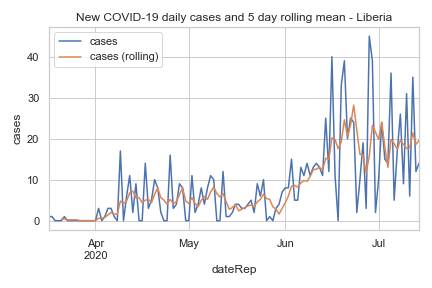 New COVID-19 daily cases and 5 day rolling mean - Liberia
cases
cases (rolling)
40
30
20
10
0
cases
Apr
2020
May
Jun
Jul
dateRep